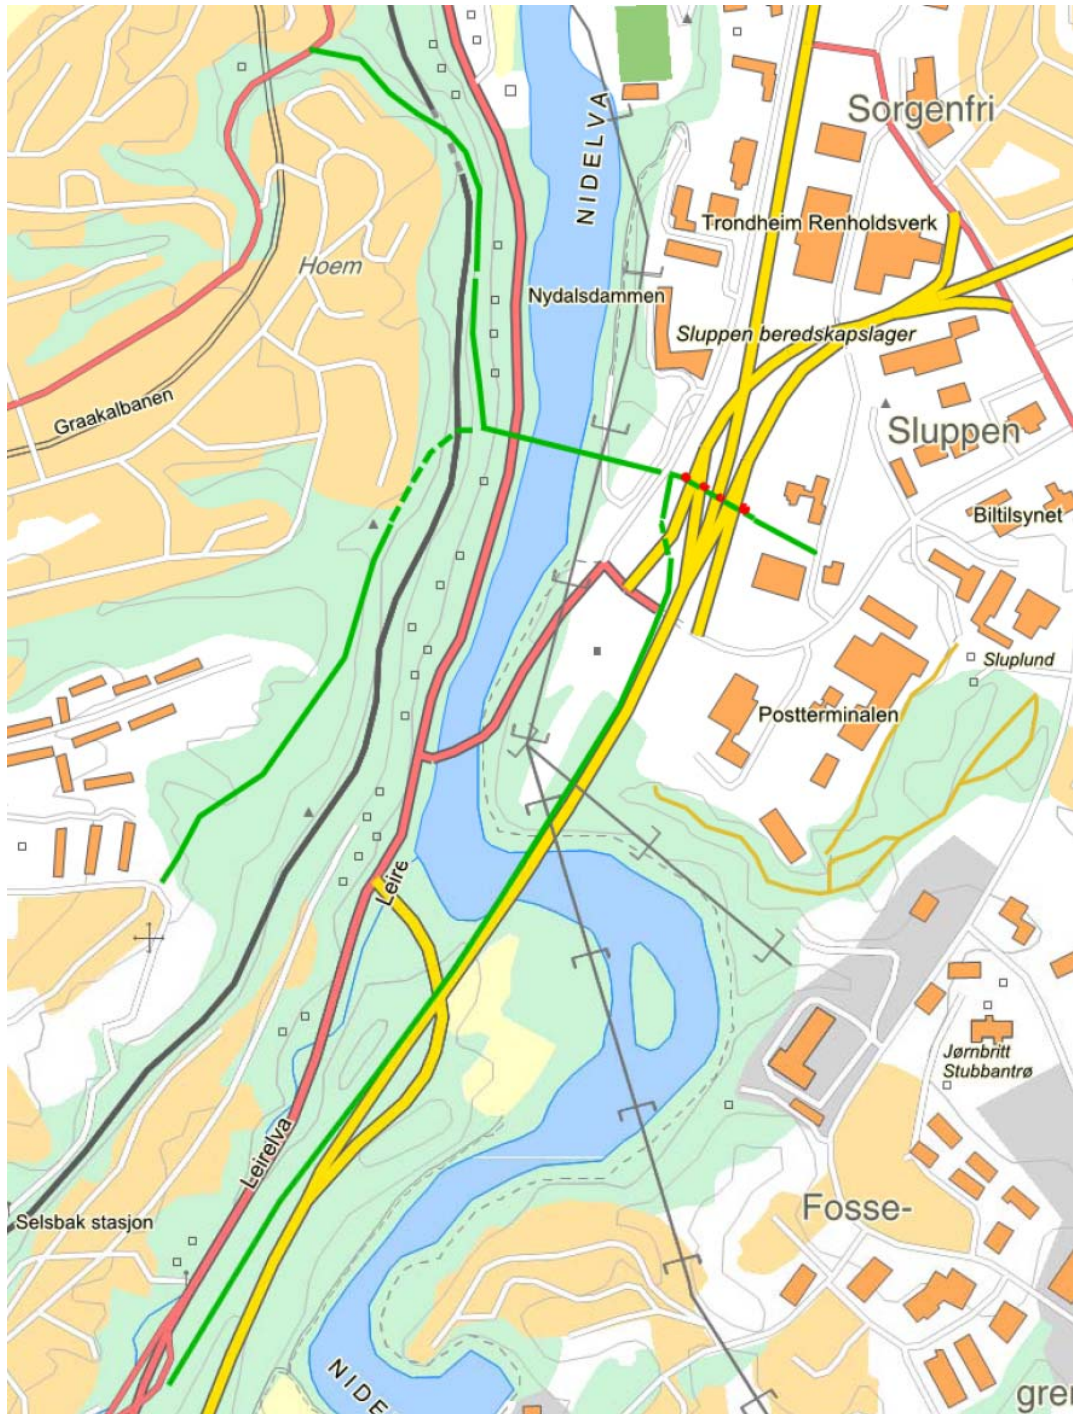 NIDELVA
Sorgenfri
Trondheim Renholdsverk
Hoem
Nydalsdammen
Sluppen beredskapslager
Graakalbanen
Sluppen
Biltilsynet
Sluplund
Postterminalen
Leire
Jørnbritt
Stubbantrø
Leirelva
Selsbak stasjon
Fosse-
NIDE
gre